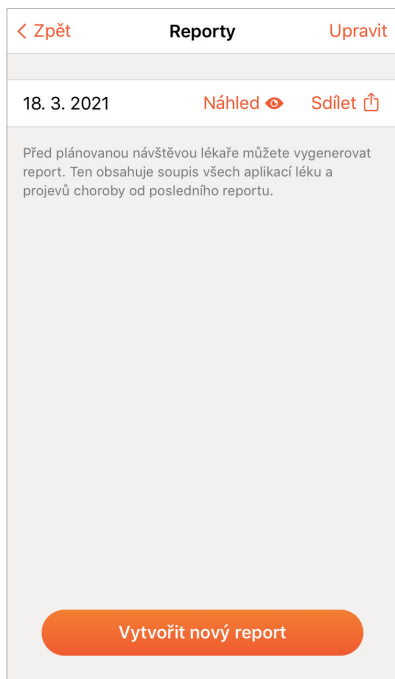 Zpět Reporty Upravit
18. 3. 2021 Náhled Sdílet
Před plánovanou návštěvou lékaře můžete vygenerovat
report. Ten obsahuje soupis všech aplikací léku a
projevů choroby od posledního reportu.
Vytvořit nový report